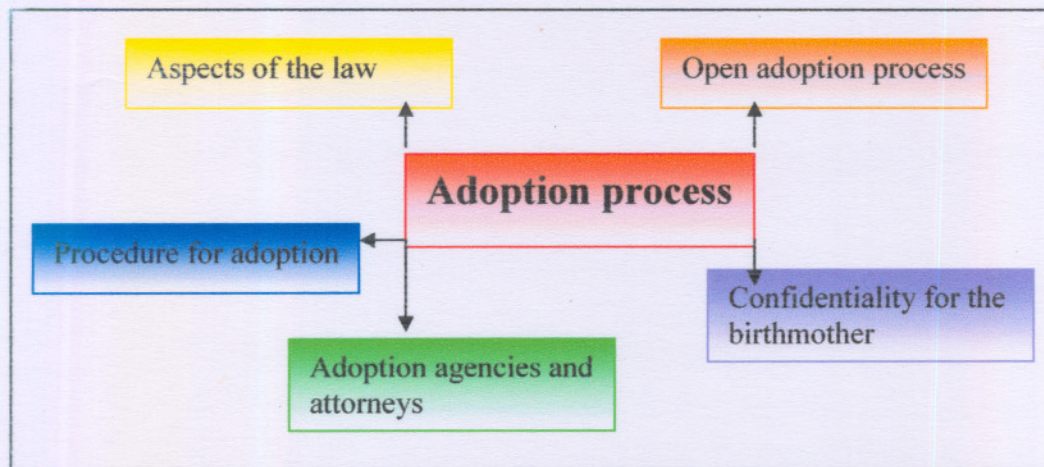 Aspects of the law
Open adoption process
Adoption process
Procedure for adoption
Confidentiality for the
birthmother
Adoption agencies and
attorneys